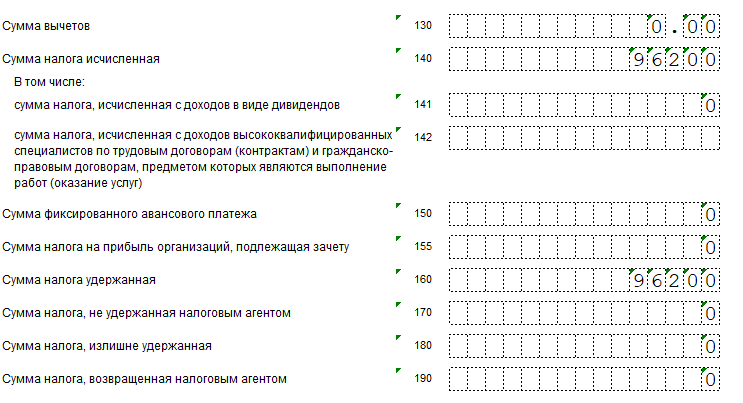 Сумма вычетов 130 0.00
Сумма налога исчисленная 140 96200
В том числе:
сумма налога, исчисленная с доходов в виде дивидендов 141 0
сумма налога, исчисленная с доходов высококвалифицированных 142
специалистов по трудовым договорам (контрактам) и гражданско-
правовым договорам, предметом которых являются выполнение
работ (оказание услуг)
Сумма фиксированного авансового платежа 150 0
Сумма налога на прибыль организаций, подлежащая зачету 155 0
Сумма налога удержанная 160 96200
Сумма налога, не удержанная налоговым агентом 170 0
Сумма налога, излишне удержанная 180 0
Сумма налога, возвращенная налоговым агентом 190 0